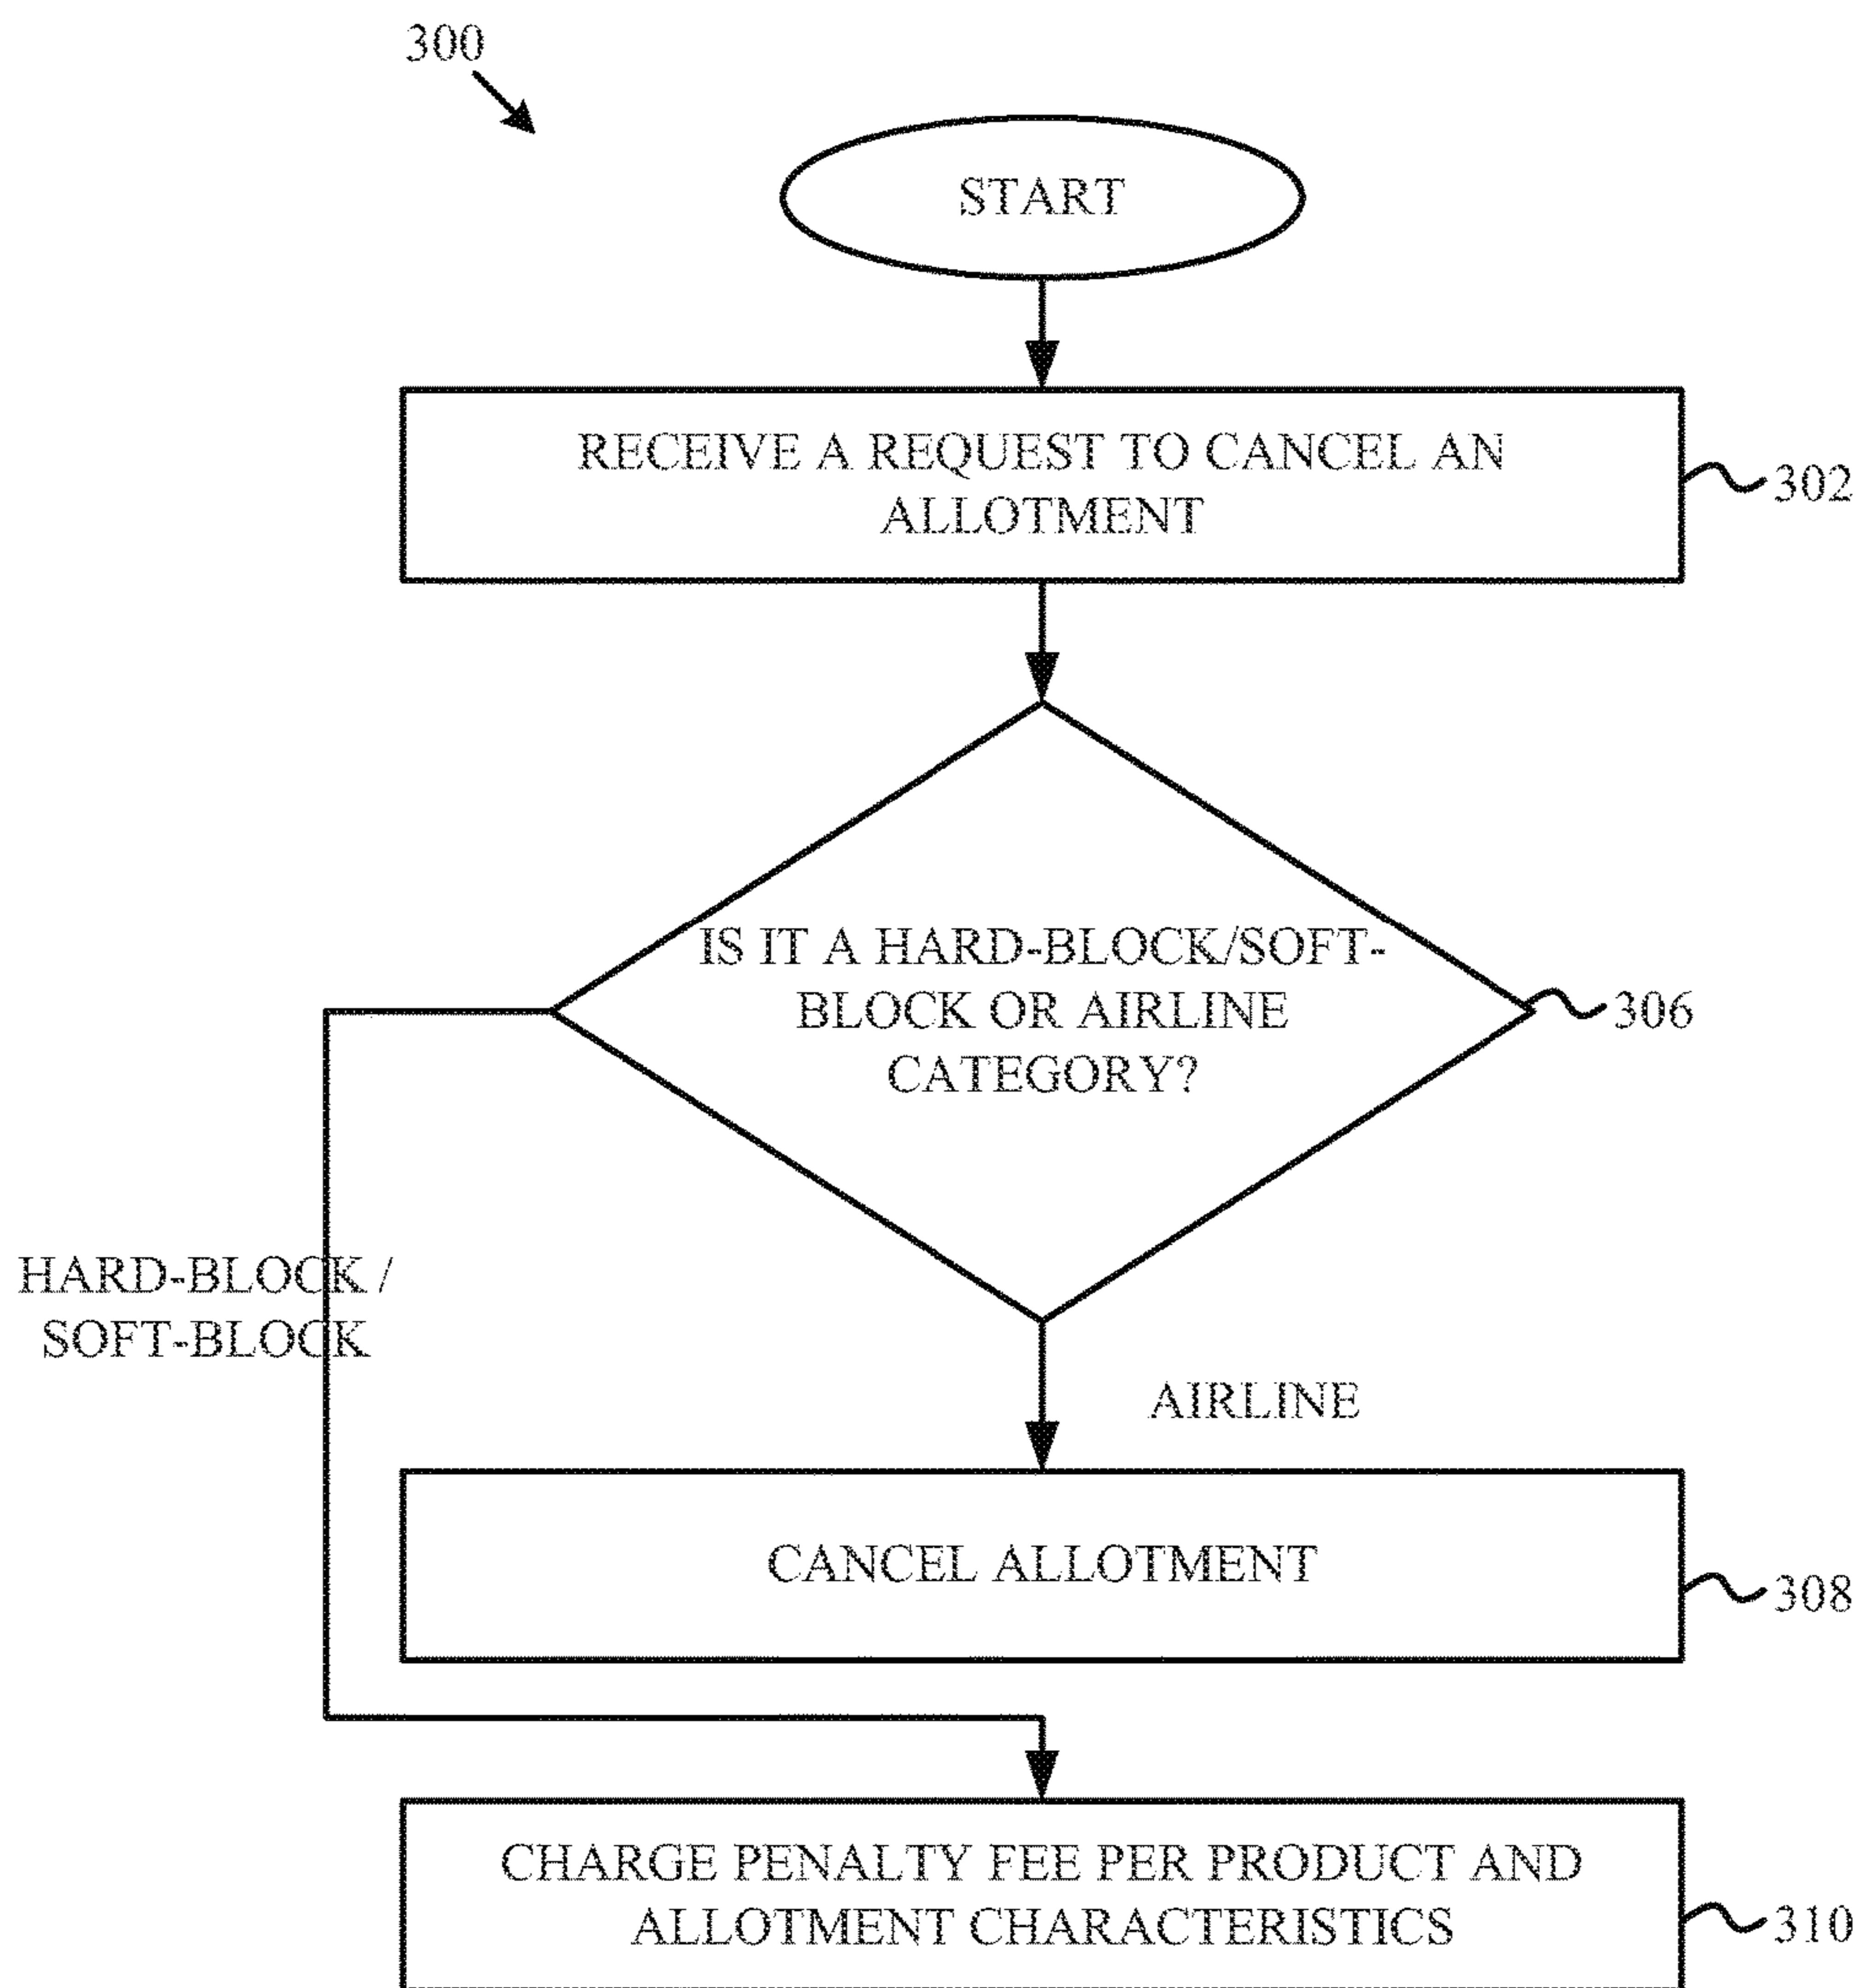 300
START
RECEIVE A REQUEST TO CANCEL AN
ALLOTMENT
302
IS IT A HARD-BLOCK/SOFT-
BLOCK OR AIRLINE
CATEGORY?
306
HARD-BLOCK /
SOFT-BLOCK
AIRLINE
CANCEL ALLOTMENT
308
CHARGE PENALTY FEE PER PRODUCT AND
ALLOTMENT CHARACTERISTICS
310